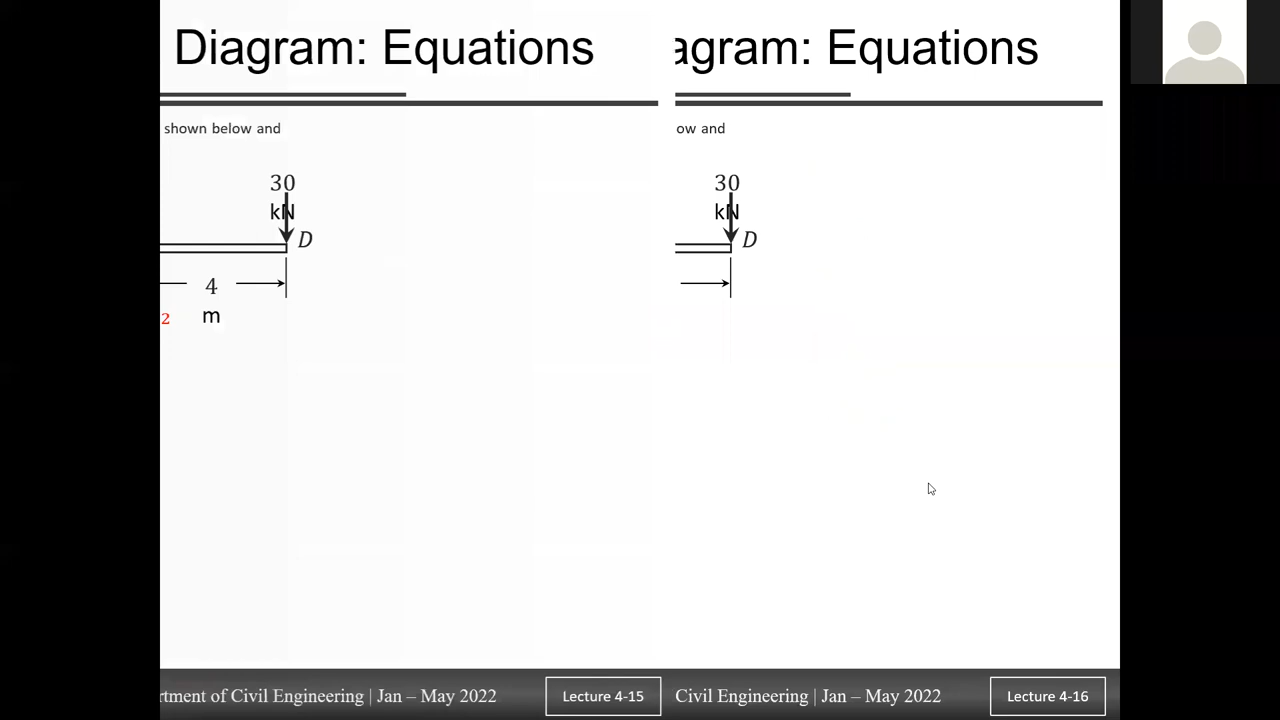 Diagram: Equations
shown below and
30
kN
D
4
m
2
rtment of Civil Engineering | Jan – May 2022
Lecture 4-15
agram: Equations
ow and
30
kN
D
Civil Engineering | Jan – May 2022
Lecture 4-16